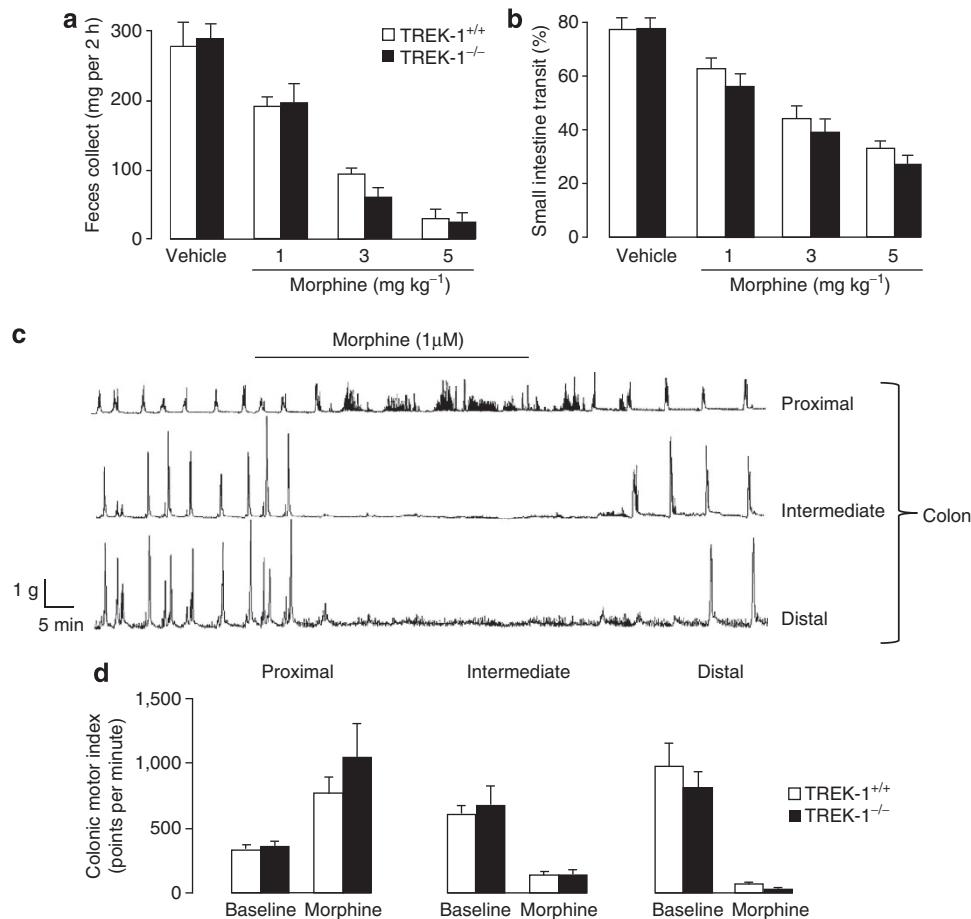 a
300
200
100
0
Feces collect (mg per 2 h)
TREK-1+/+
TREK-1−/−
Vehicle 1 3 5
Morphine (mg kg−1)
b
80
60
40
20
0
Small intestine transit (%)
Vehicle 1 3 5
Morphine (mg kg−1)
c
Morphine (1μM)
Proximal
Intermediate
Distal
Colon
1 g
5 min
d
Proximal Intermediate Distal
1,500
1,000
500
0
Colonic motor index
(points per minute)
TREK-1+/+
TREK-1−/−
Baseline Morphine Baseline Morphine Baseline Morphine